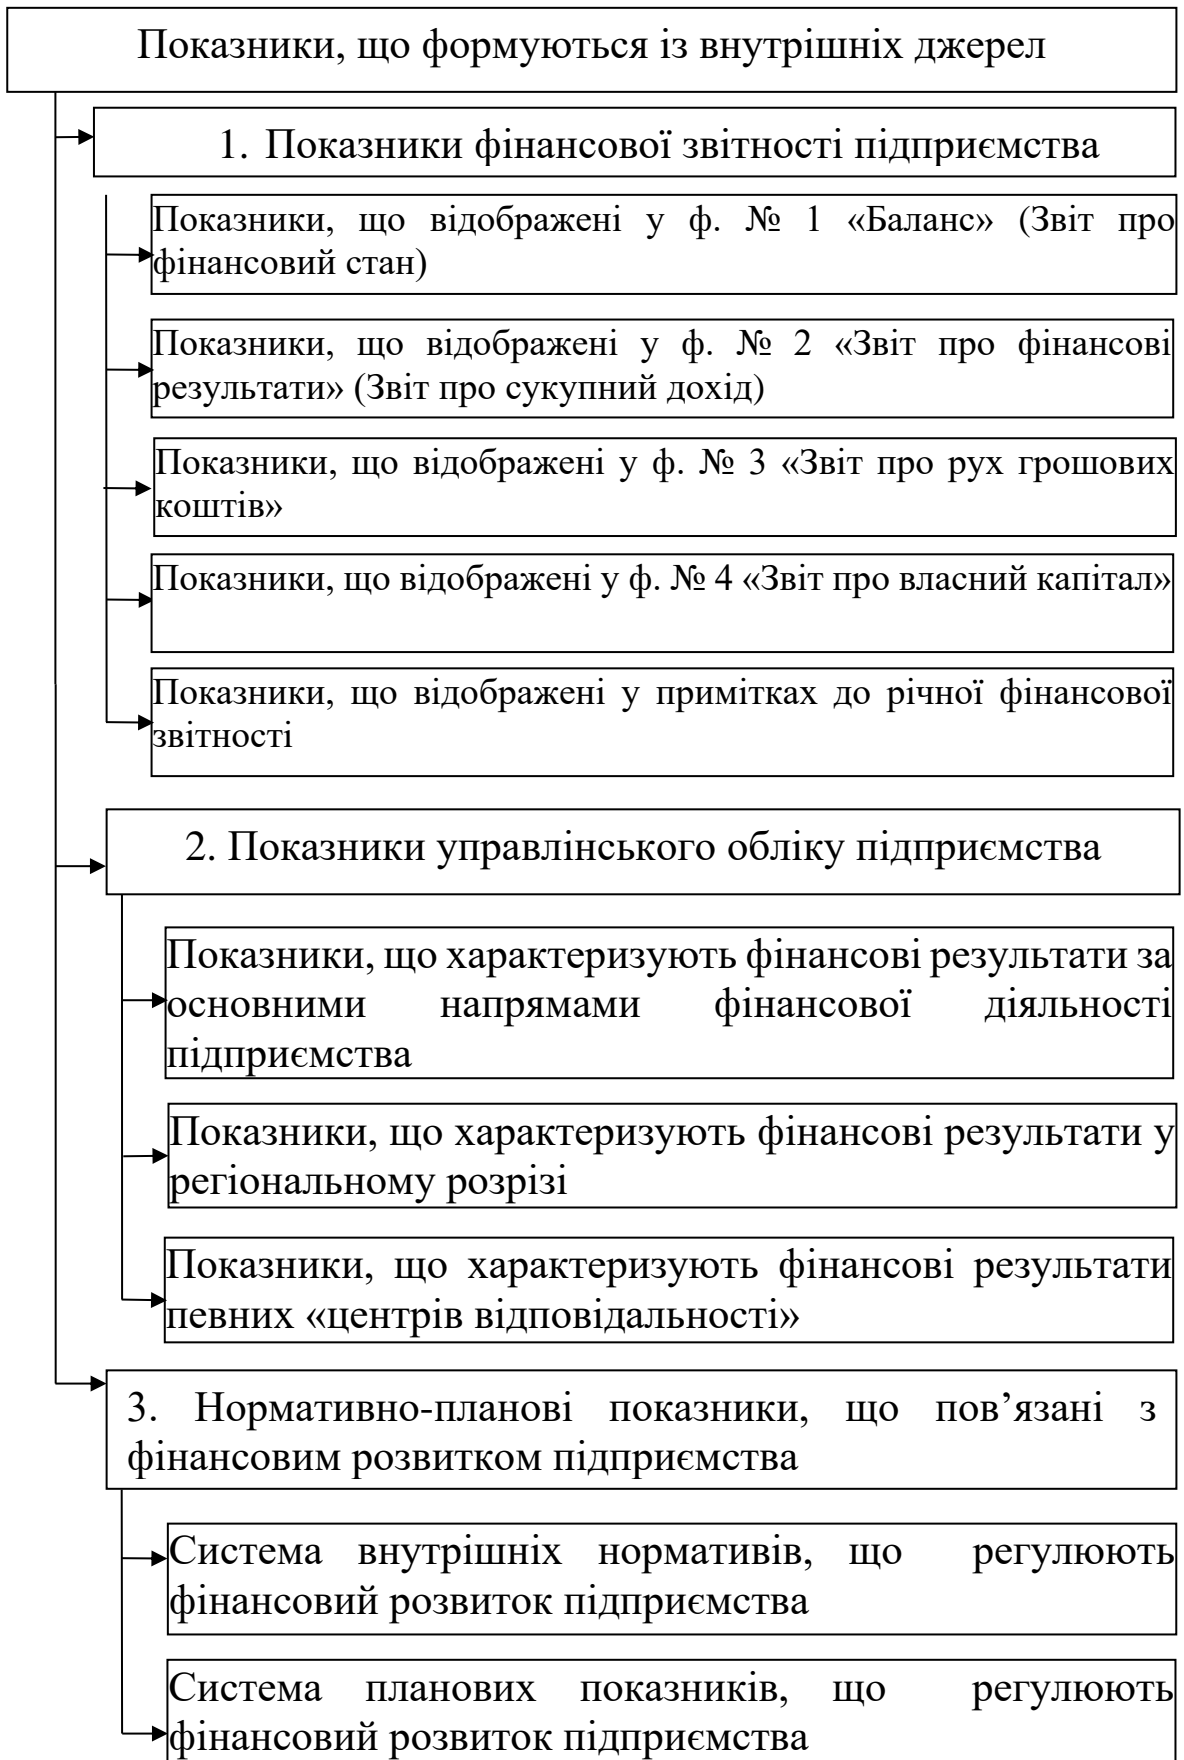 Показники, що формуються із внутрішніх джерел
1. Показники фінансової звітності підприємства
Показники, що відображені у ф. № 1 «Баланс» (Звіт про
фінансовий стан)
Показники, що відображені у ф. № 2 «Звіт про фінансові
результати» (Звіт про сукупний дохід)
Показники, що відображені у ф. № 3 «Звіт про рух грошових
коштів»
Показники, що відображені у ф. № 4 «Звіт про власний капітал»
Показники, що відображені у примітках до річної фінансової
звітності
2. Показники управлінського обліку підприємства
Показники, що характеризують фінансові результати за
основними напрямами фінансової діяльності
підприємства
Показники, що характеризують фінансові результати у
регіональному розрізі
Показники, що характеризують фінансові результати
певних «центрів відповідальності»
3. Нормативно-планові показники, що пов’язані з
фінансовим розвитком підприємства
Система внутрішніх нормативів, що регулюють
фінансовий розвиток підприємства
Система планових показників, що регулюють
фінансовий розвиток підприємства